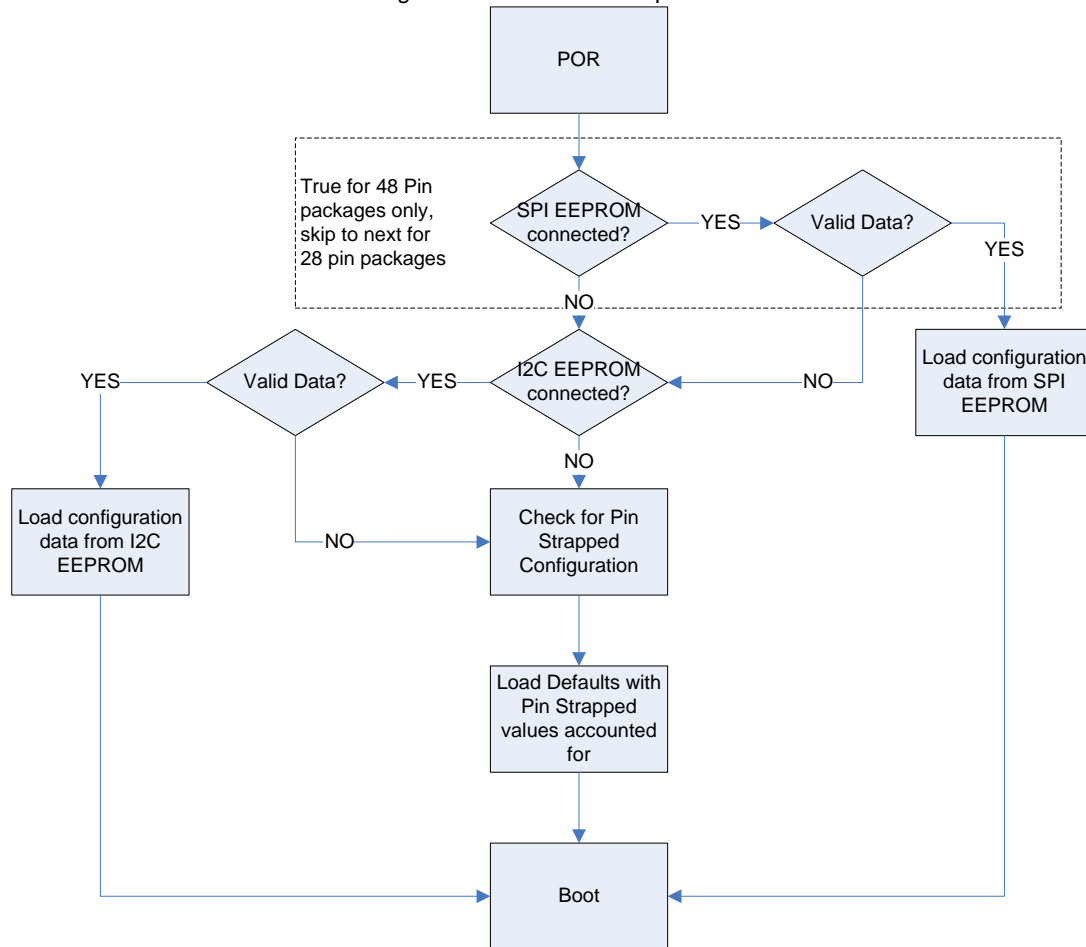 POR
True for 48 Pin
packages only,
skip to next for
28 pin packages
SPI EEPROM
connected?
YES
Valid Data?
YES
NO
I2C EEPROM
connected?
NO
YES
Valid Data?
YES
Load configuration
data from SPI
EEPROM
NO
Load configuration
data from I2C
EEPROM
NO
Check for Pin
Strapped
Configuration
Load Defaults with
Pin Strapped
values accounted
for
Boot